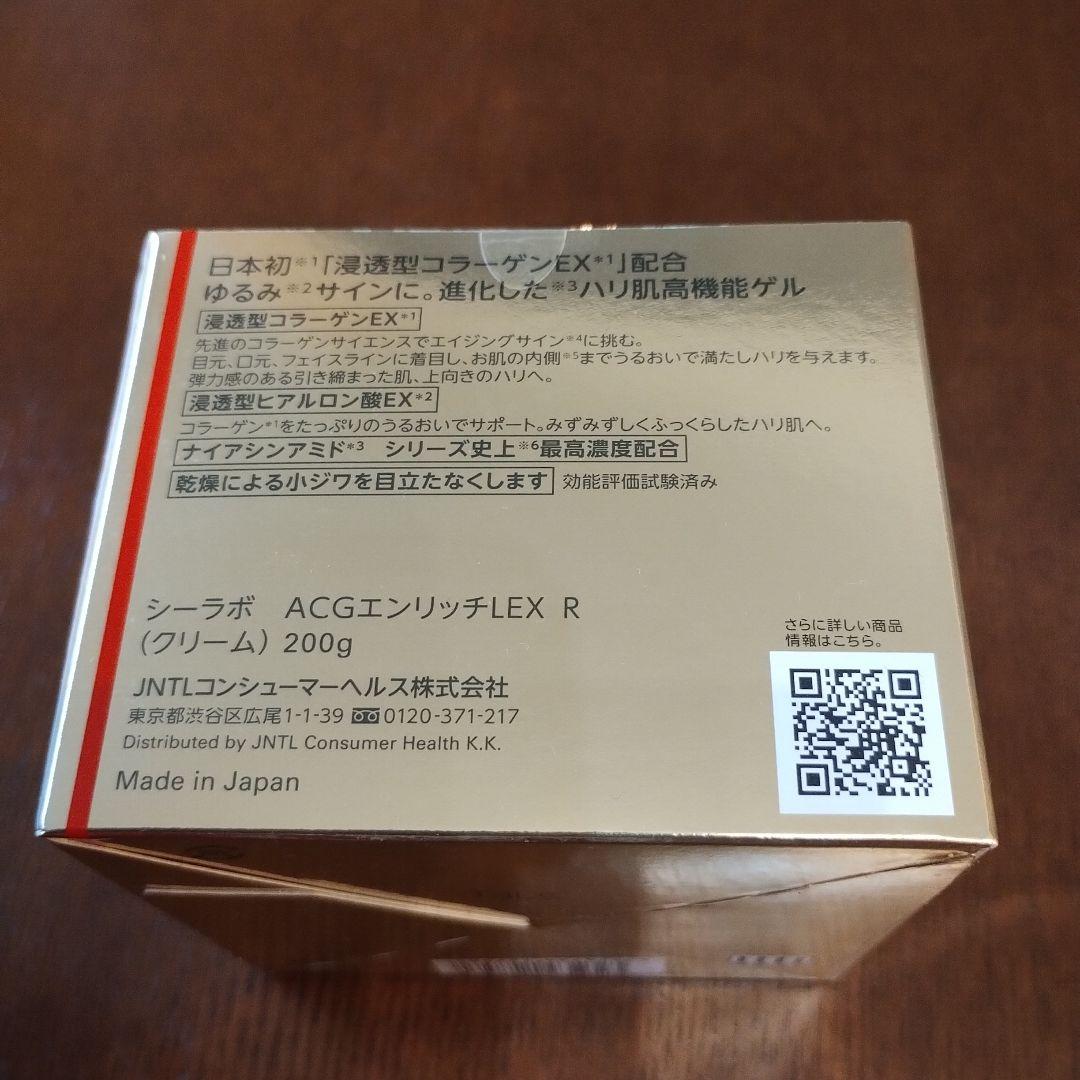 日本初※1「浸透型コラーゲンEX*1」配合
ゆるみ※2サインに。進化した※3ハリ肌高機能ゲル
浸透型コラーゲンEX*1
先進のコラーゲンサイエンスでエイジングサイン※4に挑む。
目元、口元、フェイスラインに着目し、お肌の内側※5までうるおいで満たしハリを与えます。
弾力感のある引き締まった肌、上向きのハリへ。
浸透型ヒアルロン酸EX*2
コラーゲン*1をたっぷりのうるおいでサポート。みずみずしくふっくらしたハリ肌へ。
ナイアシンアミド*3 シリーズ史上※6最高濃度配合
乾燥による小ジワを目立たなくします 効能評価試験済み
シーラボ ACGエンリッチLEX R
(クリーム) 200g
JNTLコンシューマーヘルス株式会社
東京都渋谷区広尾1-1-39 0120-371-217
Distributed by JNTL Consumer Health K.K.
Made in Japan
さらに詳しい商品
情報はこちら。